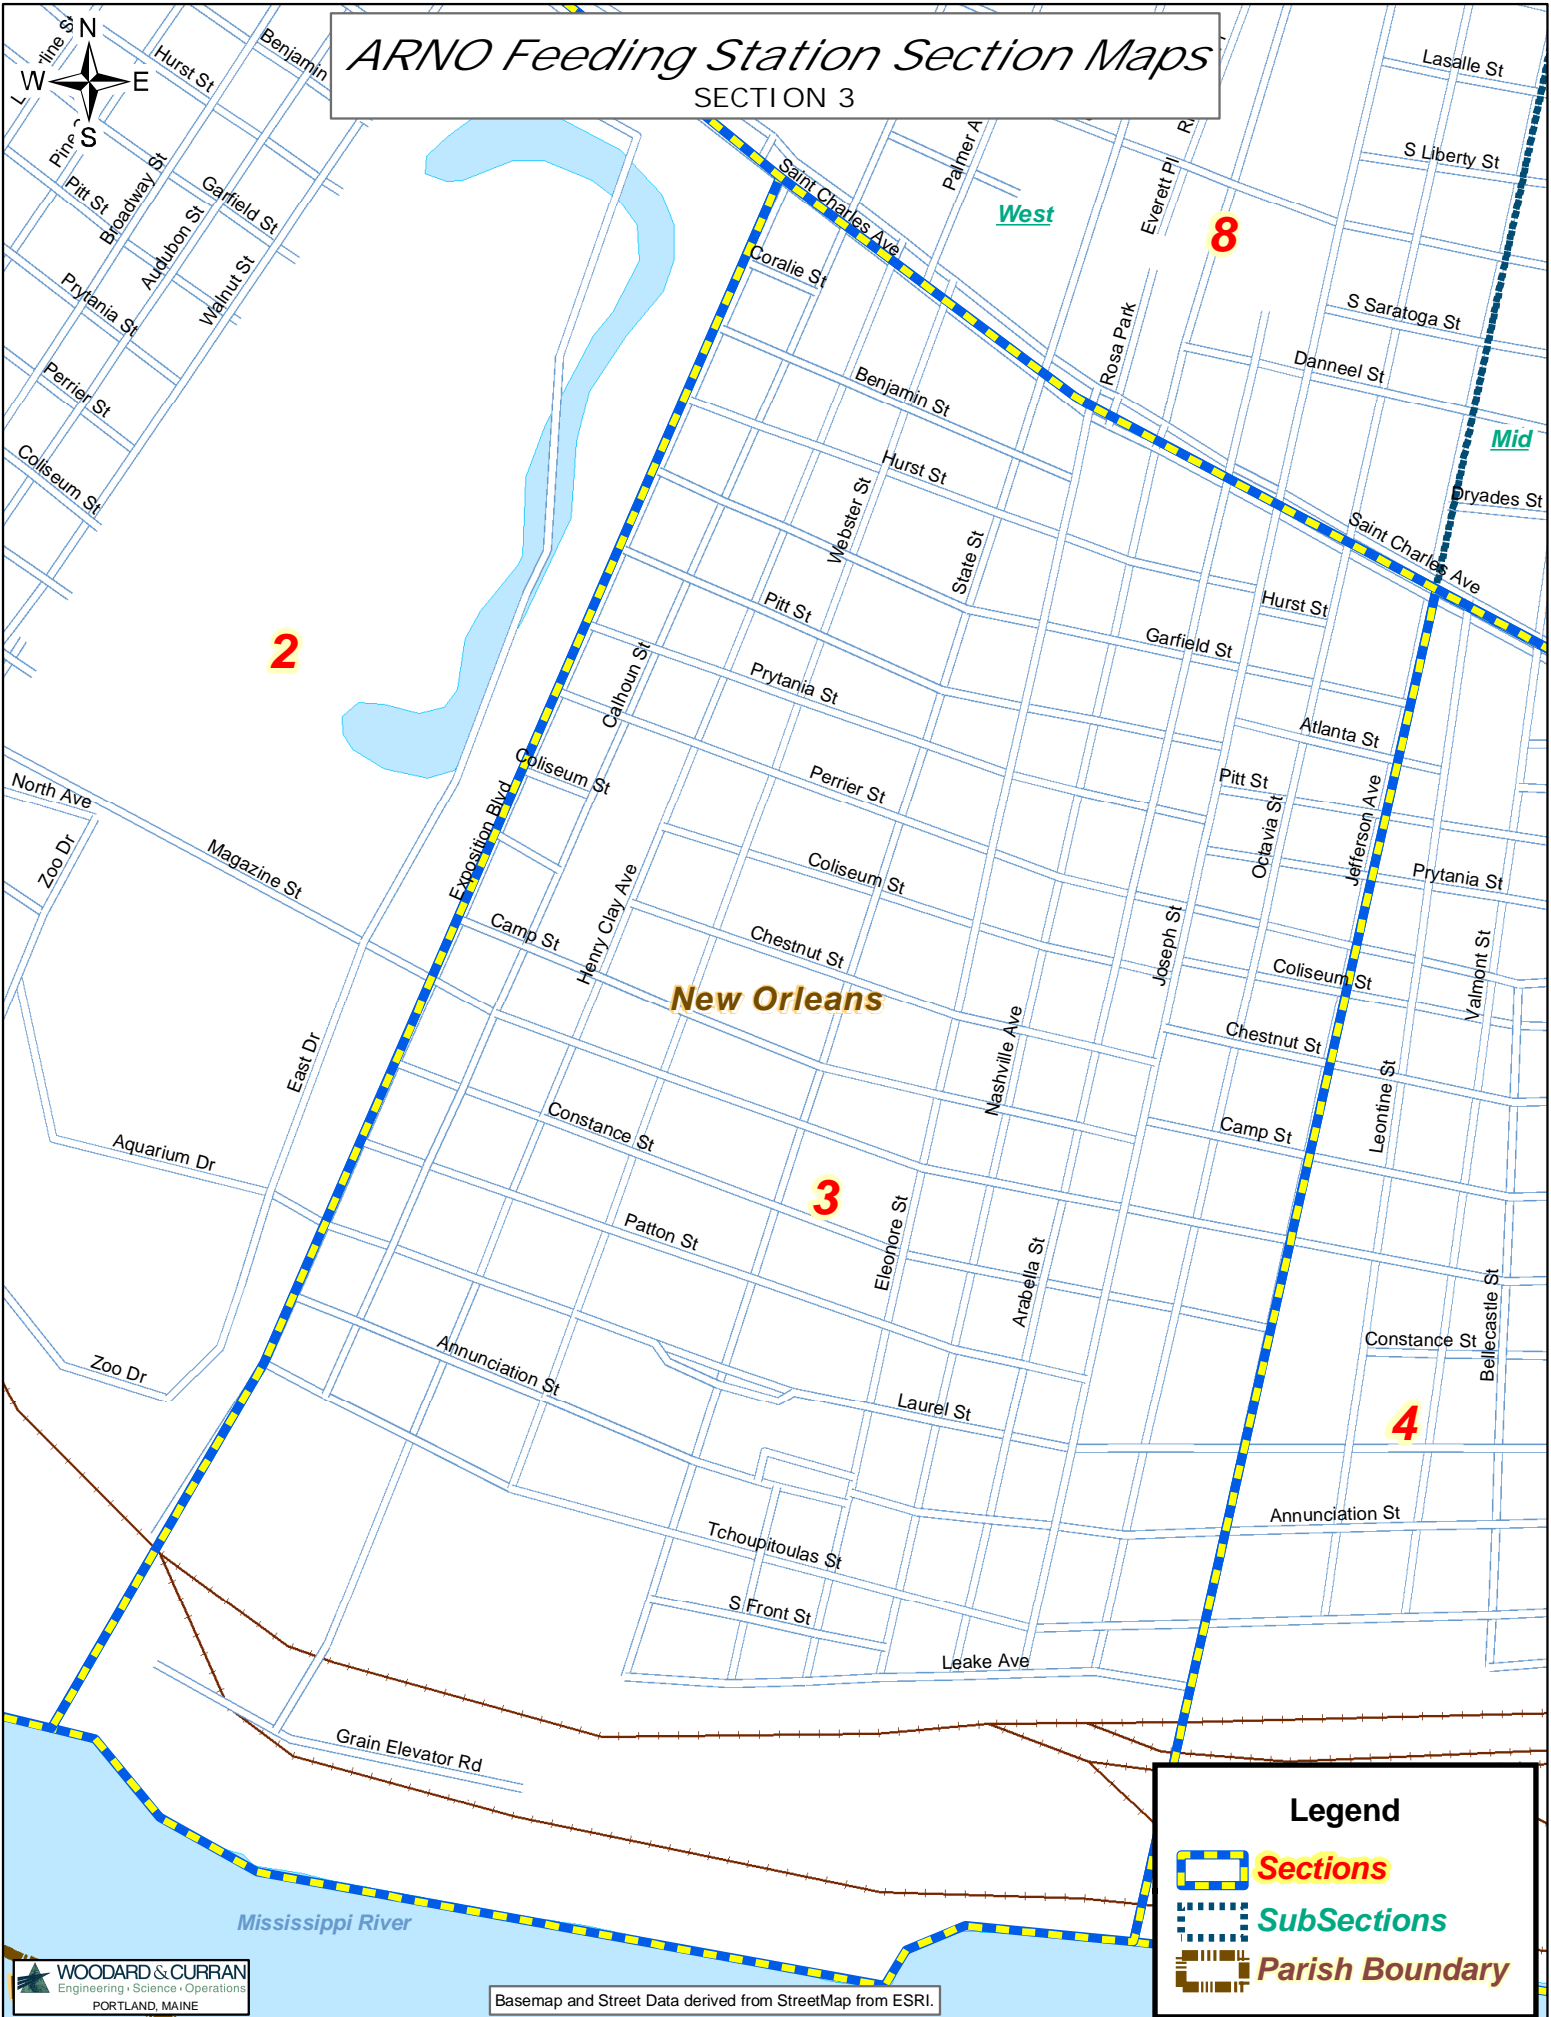 ARNO Feeding Station Section Maps
SECTION 3
N
W E
S
Hurst St
Benjamin
Pitt St
Broadway St
Garfield St
Audubon St
Walnut St
Prytania St
Perrier St
Coliseum St
Saint Charles Ave
Everett Pl
West
8
Lasalle St
S Liberty St
Coralie St
Rosa Park
S Saratoga St
Danneel St
Mid
Benjamin St
Hurst St
Webster St
State St
Dryades St
Saint Charles Ave
Hurst St
Garfield St
Pitt St
2
Calhoun St
Prytania St
Atlanta St
Coliseum St
Perrier St
Pitt St
Octavia St
Jefferson Ave
North Ave
Zoo Dr
Magazine St
Exposition Blvd
Henry Clay Ave
Coliseum St
Prytania St
Camp St
Chestnut St
Joseph St
Coliseum St
Valmont St
New Orleans
East Dr
Nashville Ave
Chestnut St
Leontine St
Aquarium Dr
Constance St
Camp St
3
Patton St
Eleonore St
Arabella St
Bellecastle St
Zoo Dr
Annunciation St
Constance St
Laurel St
4
Annunciation St
Tchoupitoulas St
S Front St
Leake Ave
Grain Elevator Rd
Mississippi River
Legend
Sections
SubSections
Parish Boundary
WOODARD & CURRAN
Engineering · Science · Operations
PORTLAND, MAINE
Basemap and Street Data derived from StreetMap from ESRI.